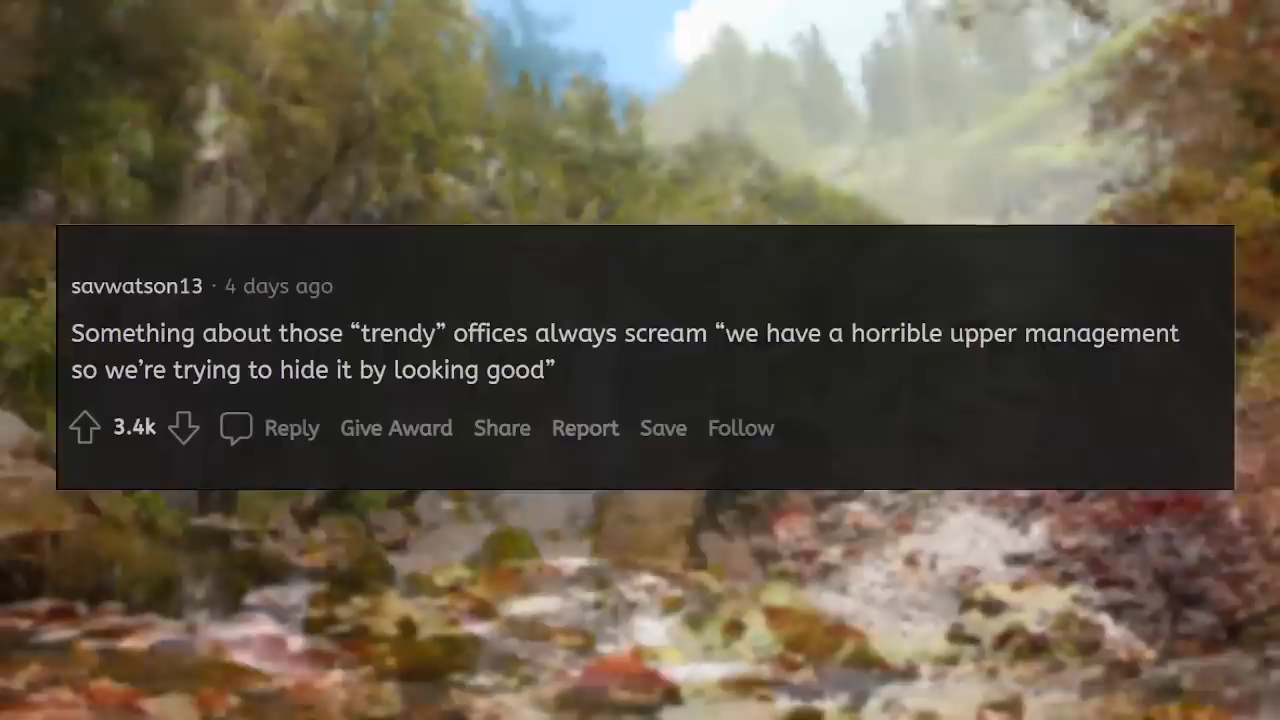 savwatson13 · 4 days ago
Something about those “trendy” offices always scream “we have a horrible upper management
so we’re trying to hide it by looking good”
3.4k Reply Give Award Share Report Save Follow